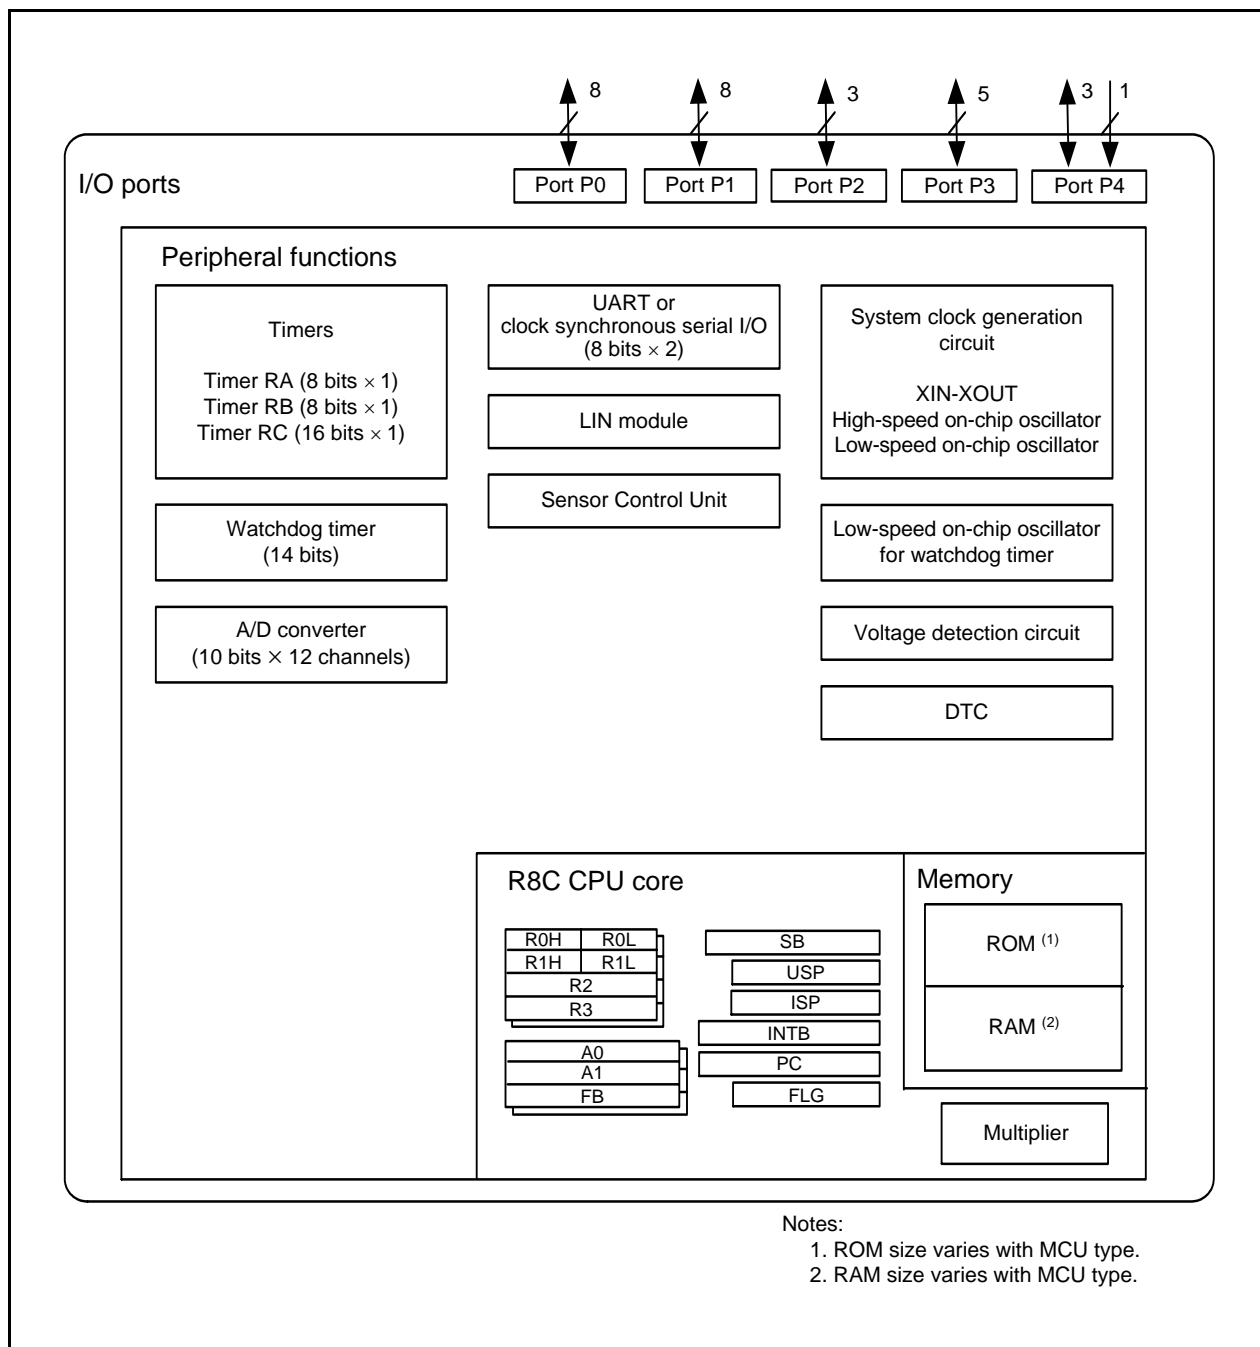 8
8
3
5
3
1
I/O ports
Port P0
Port P1
Port P2
Port P3
Port P4
Peripheral functions
Timers
Timer RA (8 bits × 1)
Timer RB (8 bits × 1)
Timer RC (16 bits × 1)
Watchdog timer
(14 bits)
A/D converter
(10 bits × 12 channels)
UART or
clock synchronous serial I/O
(8 bits × 2)
LIN module
Sensor Control Unit
System clock generation
circuit
XIN-XOUT
High-speed on-chip oscillator
Low-speed on-chip oscillator
Low-speed on-chip oscillator
for watchdog timer
Voltage detection circuit
DTC
R8C CPU core
R0H
R0L
R1H
R1L
R2
R3
A0
A1
FB
SB
USP
ISP
INTB
PC
FLG
Memory
ROM (1)
RAM (2)
Multiplier
Notes:
1. ROM size varies with MCU type.
2. RAM size varies with MCU type.